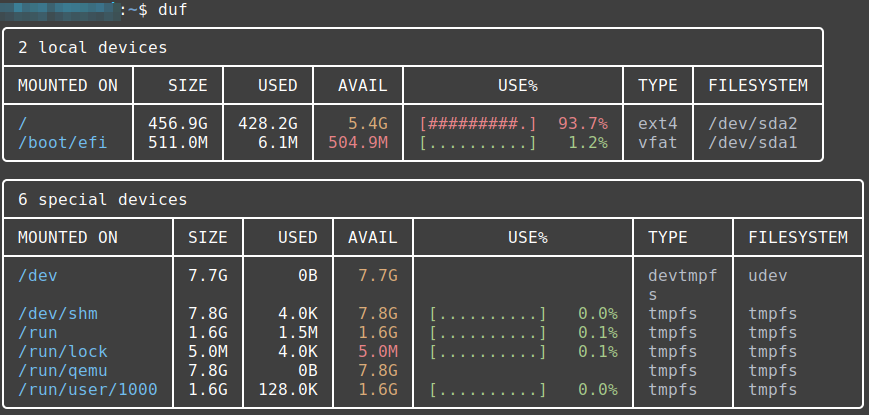 :~$ duf
2 local devices
MOUNTED ON SIZE USED AVAIL USE% TYPE FILESYSTEM
/ 456.9G 428.2G 5.4G [#########.] 93.7% ext4 /dev/sda2
/boot/efi 511.0M 6.1M 504.9M [..........] 1.2% vfat /dev/sda1
6 special devices
MOUNTED ON SIZE USED AVAIL USE% TYPE FILESYSTEM
/dev 7.7G 0B 7.7G devtmpf udev
s
/dev/shm 7.8G 4.0K 7.8G [..........] 0.0% tmpfs tmpfs
/run 1.6G 1.5M 1.6G [..........] 0.1% tmpfs tmpfs
/run/lock 5.0M 4.0K 5.0M [..........] 0.1% tmpfs tmpfs
/run/qemu 7.8G 0B 7.8G tmpfs tmpfs
/run/user/1000 1.6G 128.0K 1.6G [..........] 0.0% tmpfs tmpfs